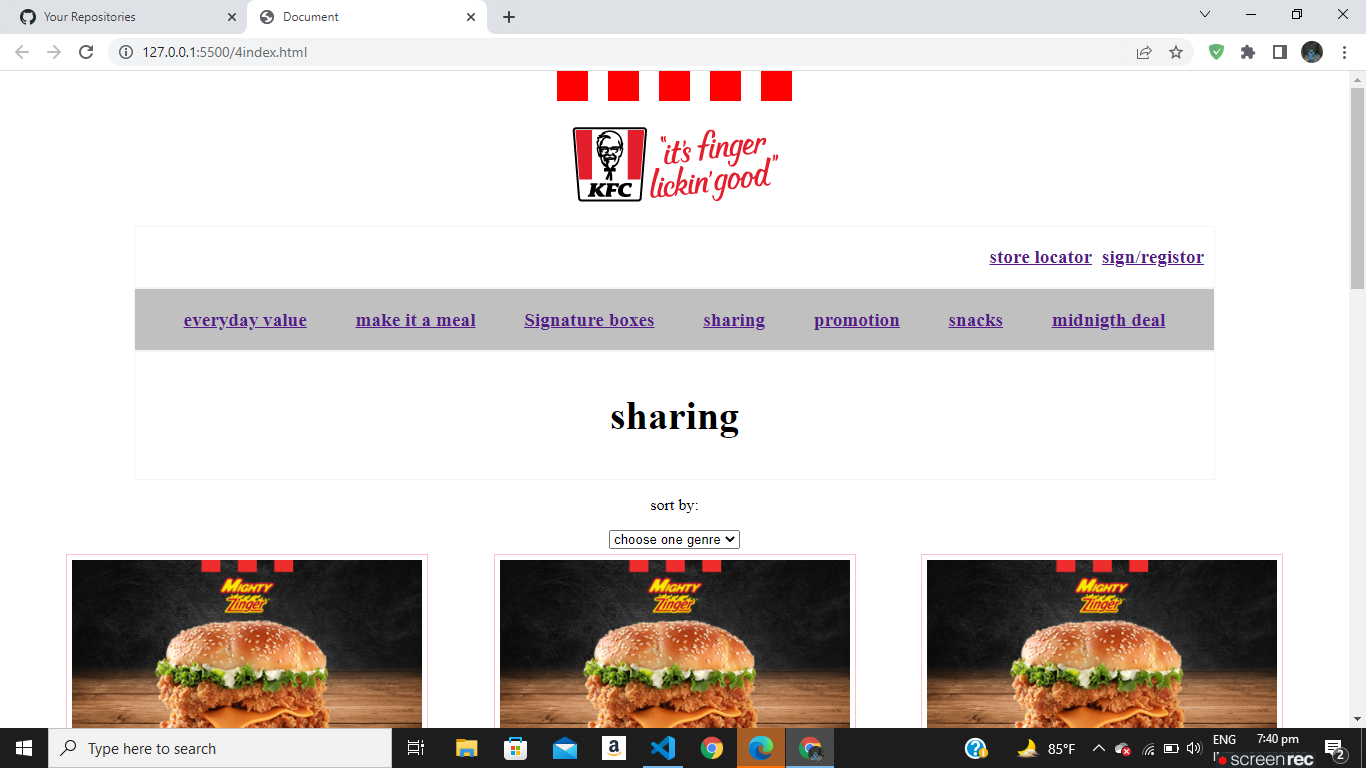 Your Repositories
Document
127.0.0.1:5500/4index.html
KFC
"it's finger
lickin' good"
store locator sign/registor
everyday value make it a meal Signature boxes sharing promotion snacks midnigth deal
sharing
sort by:
choose one genre
MIGHTY Zinger
MIGHTY Zinger
MIGHTY Zinger
Type here to search
a
85°F
ENG
7:40 pm
2
screenrec